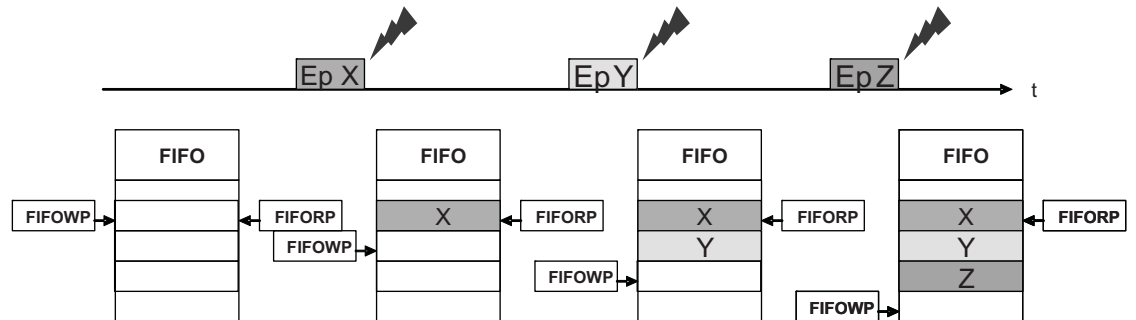 Ep X
Ep Y
Ep Z
t
FIFO FIFO FIFO FIFO
FIFOWP FIFORP X FIFORP X FIFORP X FIFORP
FIFOWP Y Y
FIFOWP Z
FIFOWP